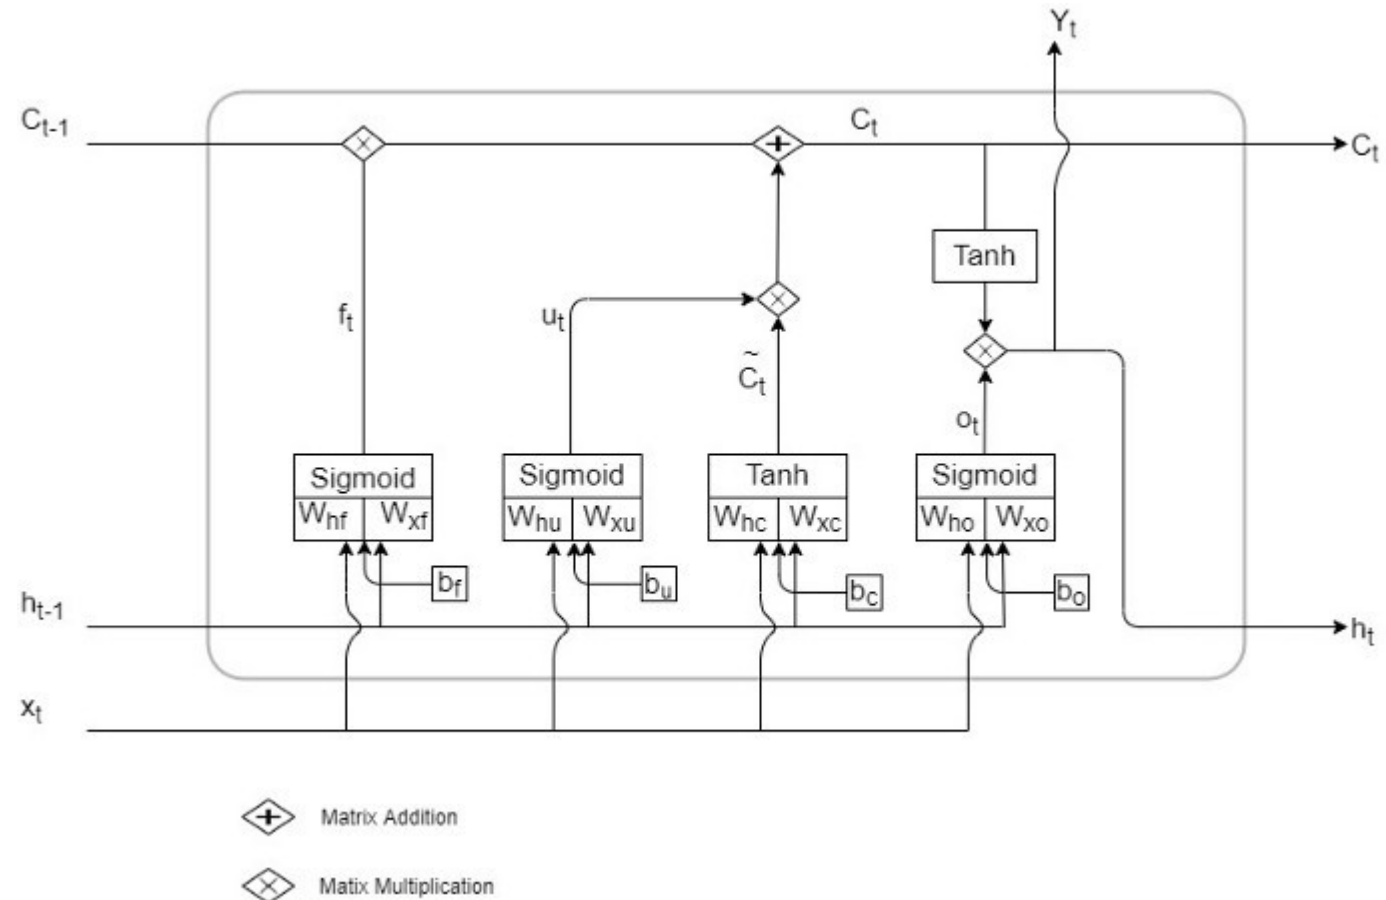 Yt
Ct-1
Ct
Ct
Tanh
ft
ut
~
Ct
ot
Sigmoid
Sigmoid
Tanh
Sigmoid
Whf Wxf
Whu Wxu
Whc Wxc
Who Wxo
bf
bu
bc
bo
ht-1
ht
xt
Matrix Addition
Matix Multiplication